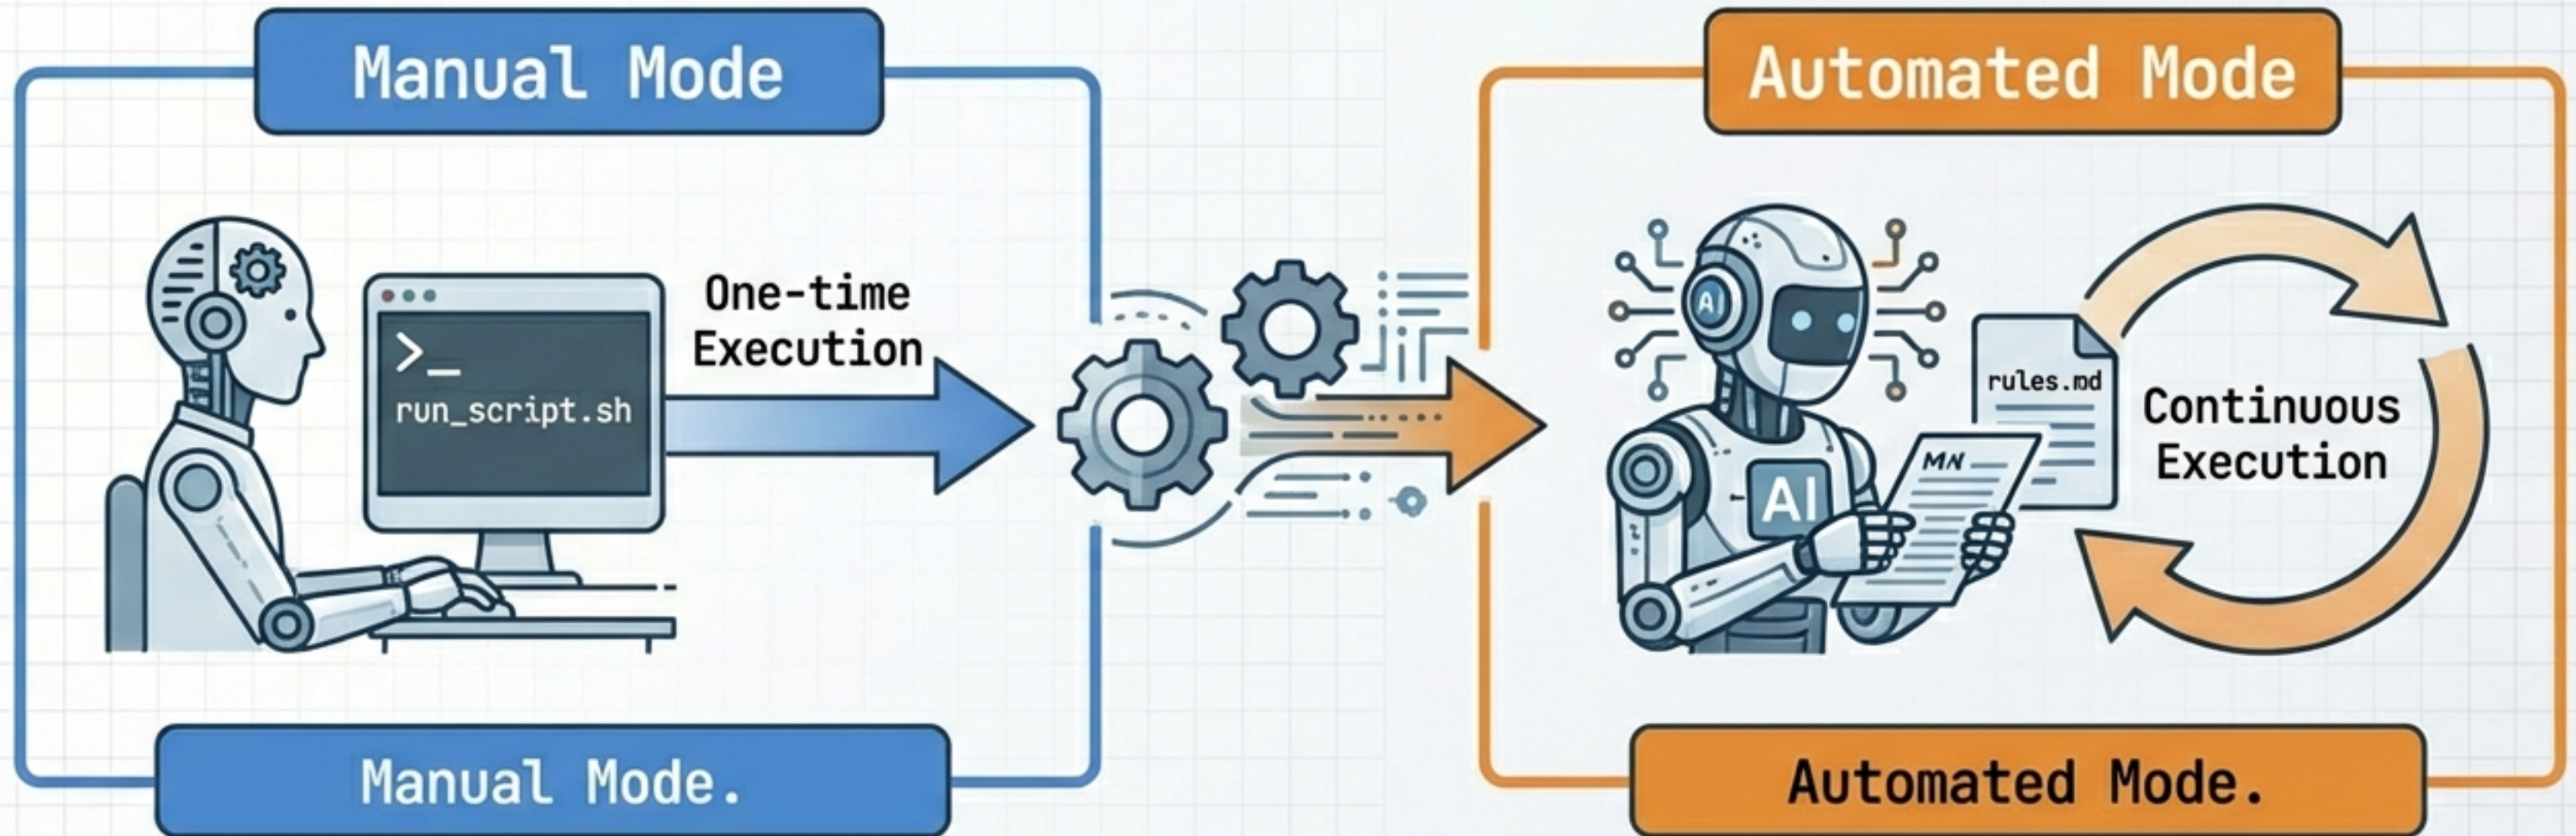 Manual Mode
>_
run_script.sh
One-time
Execution
Manual Mode.
Automated Mode
AI
AI
rules.md
MN
Continuous
Execution
Automated Mode.